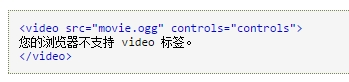 <video src="movie.ogg" controls="controls">
您的浏览器不支持 video 标签。
</video>